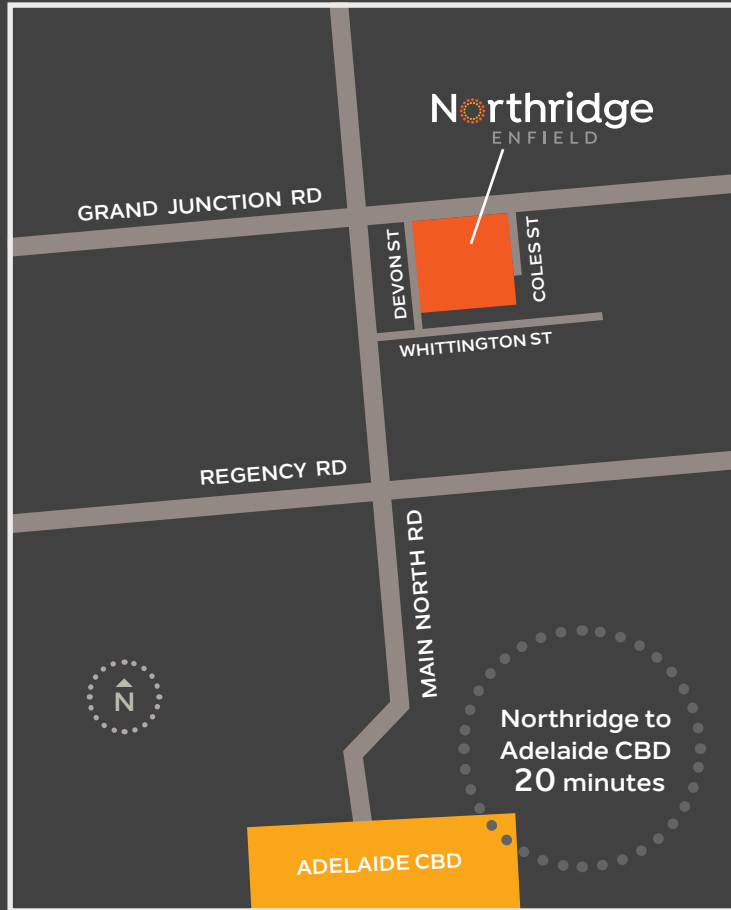 Northridge
ENFIELD
GRAND JUNCTION RD
DEVON ST
COLES ST
WHITTINGTON ST
REGENCY RD
MAIN NORTH RD
N
Northridge to
Adelaide CBD
20 minutes
ADELAIDE CBD